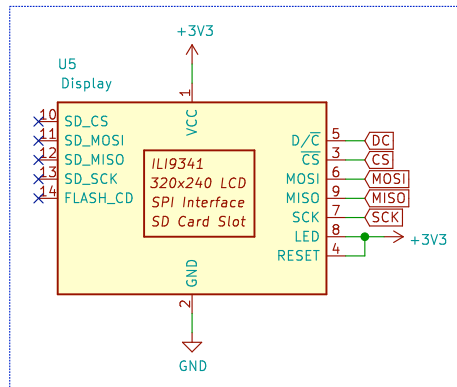 +3V3
U5
Display
1
VCC
10 SD_CS
11 SD_MOSI
12 SD_MISO
13 SD_SCK
14 FLASH_CD
ILI9341
320x240 LCD
SPI Interface
SD Card Slot
D/C 5 DC
CS 3 CS
MOSI 6 MOSI
MISO 9 MISO
SCK 7 SCK
LED 8 +3V3
RESET 4
GND
2
GND